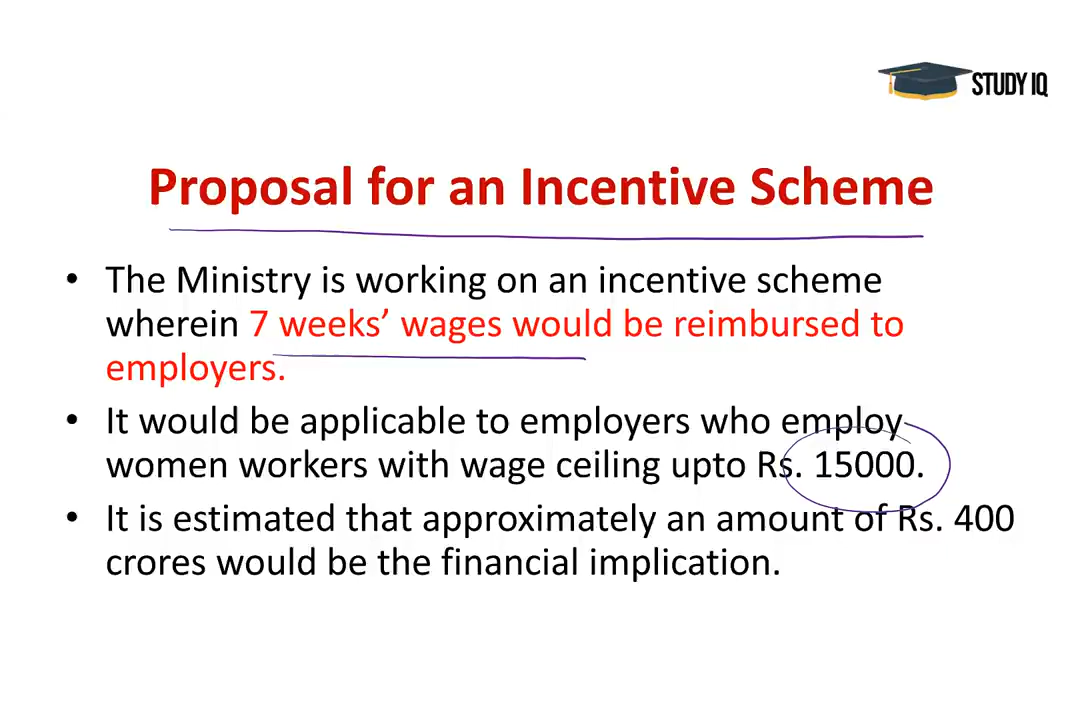 STUDY IQ
Proposal for an Incentive Scheme
• The Ministry is working on an incentive scheme
wherein 7 weeks’ wages would be reimbursed to
employers.
• It would be applicable to employers who employ
women workers with wage ceiling upto Rs. 15000.
• It is estimated that approximately an amount of Rs. 400
crores would be the financial implication.